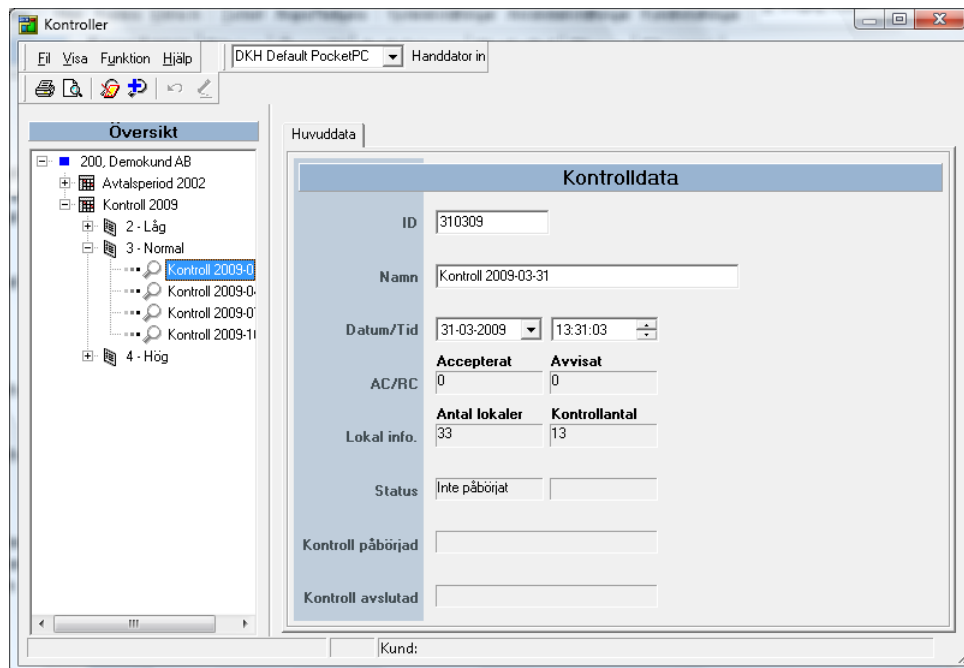 Kontroller
Fil Visa Funktion Hjälp
DKH Default PocketPC
Handdator in
Översikt
200, Demokund AB
Avtalsperiod 2002
Kontroll 2009
2 - Låg
3 - Normal
Kontroll 2009-0
Kontroll 2009-0
Kontroll 2009-0
Kontroll 2009-1
4 - Hög
Huvuddata
Kontrolldata
ID 310309
Namn Kontroll 2009-03-31
Datum/Tid 31-03-2009 13:31:03
Accepterat Avvisat
AC/RC 0 0
Antal lokaler Kontrollantal
Lokal info. 33 13
Status Inte påbörjat
Kontroll påbörjad
Kontroll avslutad
Kund: